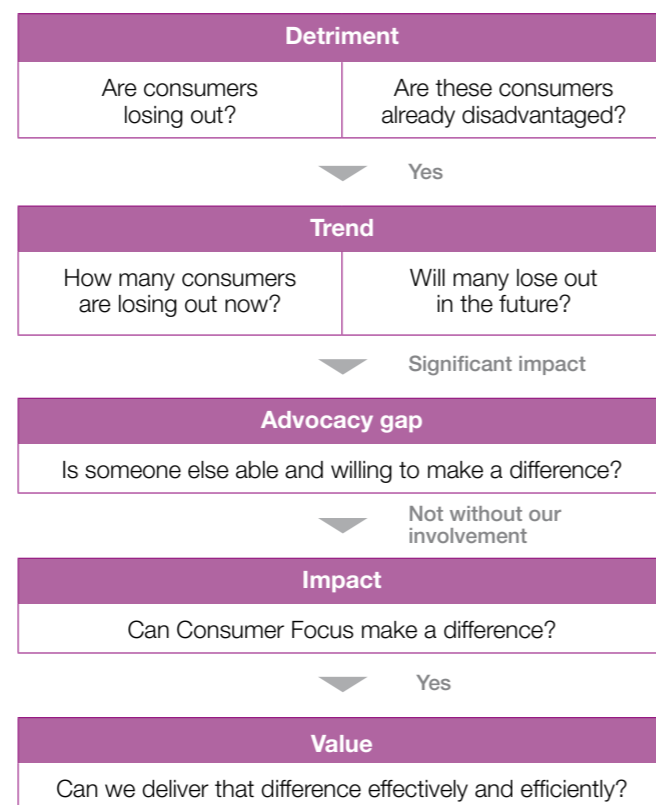 Detriment
Are consumers
losing out?
Are these consumers
already disadvantaged?
Yes
Trend
How many consumers
are losing out now?
Will many lose out
in the future?
Significant impact
Advocacy gap
Is someone else able and willing to make a difference?
Not without our
involvement
Impact
Can Consumer Focus make a difference?
Yes
Value
Can we deliver that difference effectively and efficiently?